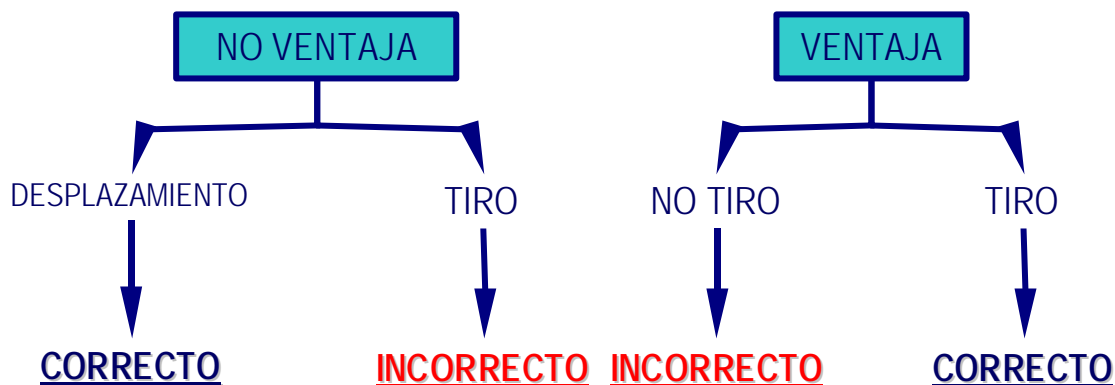 NO VENTAJA
VENTAJA
DESPLAZAMIENTO
TIRO
NO TIRO
TIRO
CORRECTO
INCORRECTO
INCORRECTO
CORRECTO